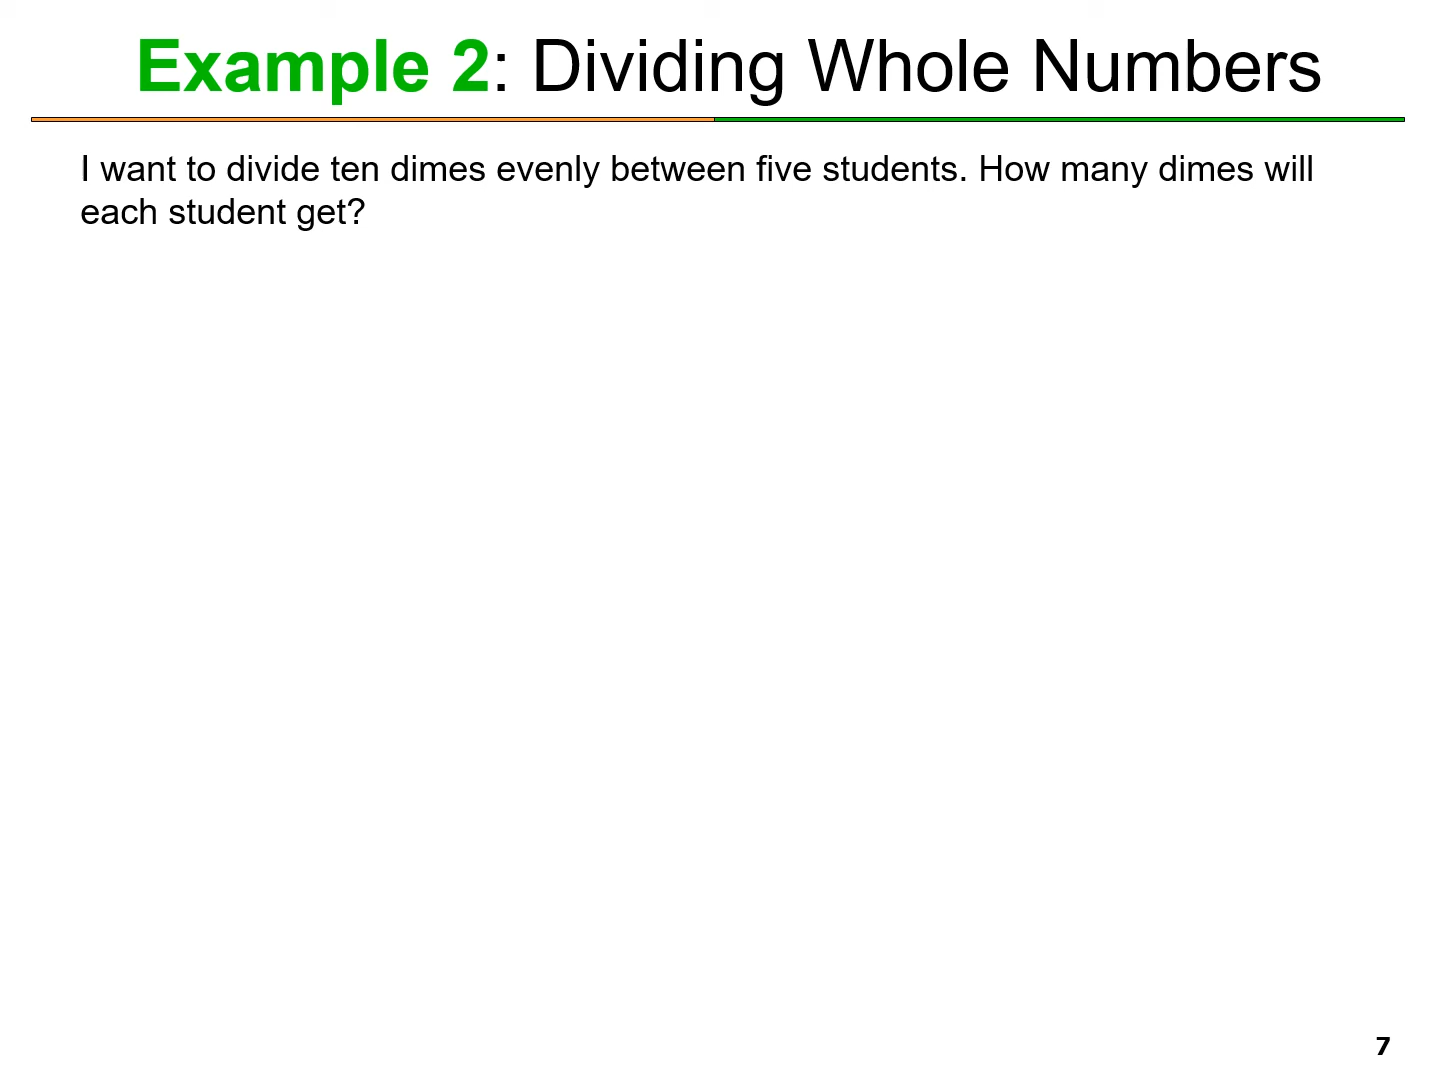 Example 2: Dividing Whole Numbers
I want to divide ten dimes evenly between five students. How many dimes will
each student get?
7